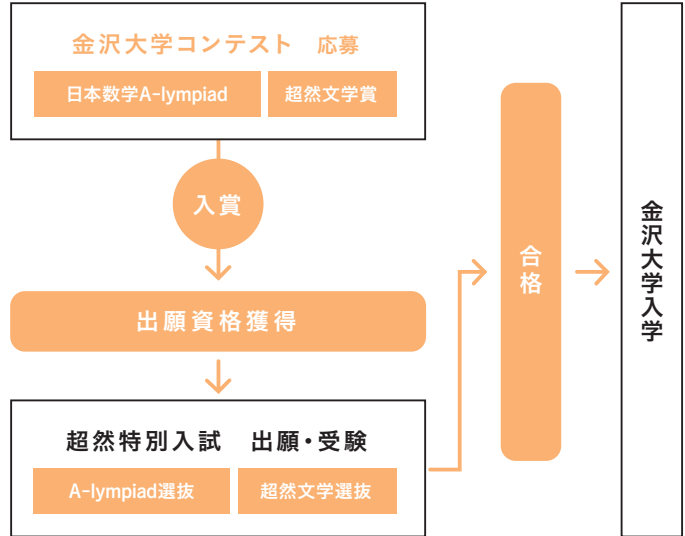 金沢大学コンテスト 応募
日本数学A-lympiad
超然文学賞
入賞
出願資格獲得
超然特別入試 出願・受験
A-lympiad選抜
超然文学選抜
合格
金沢大学入学